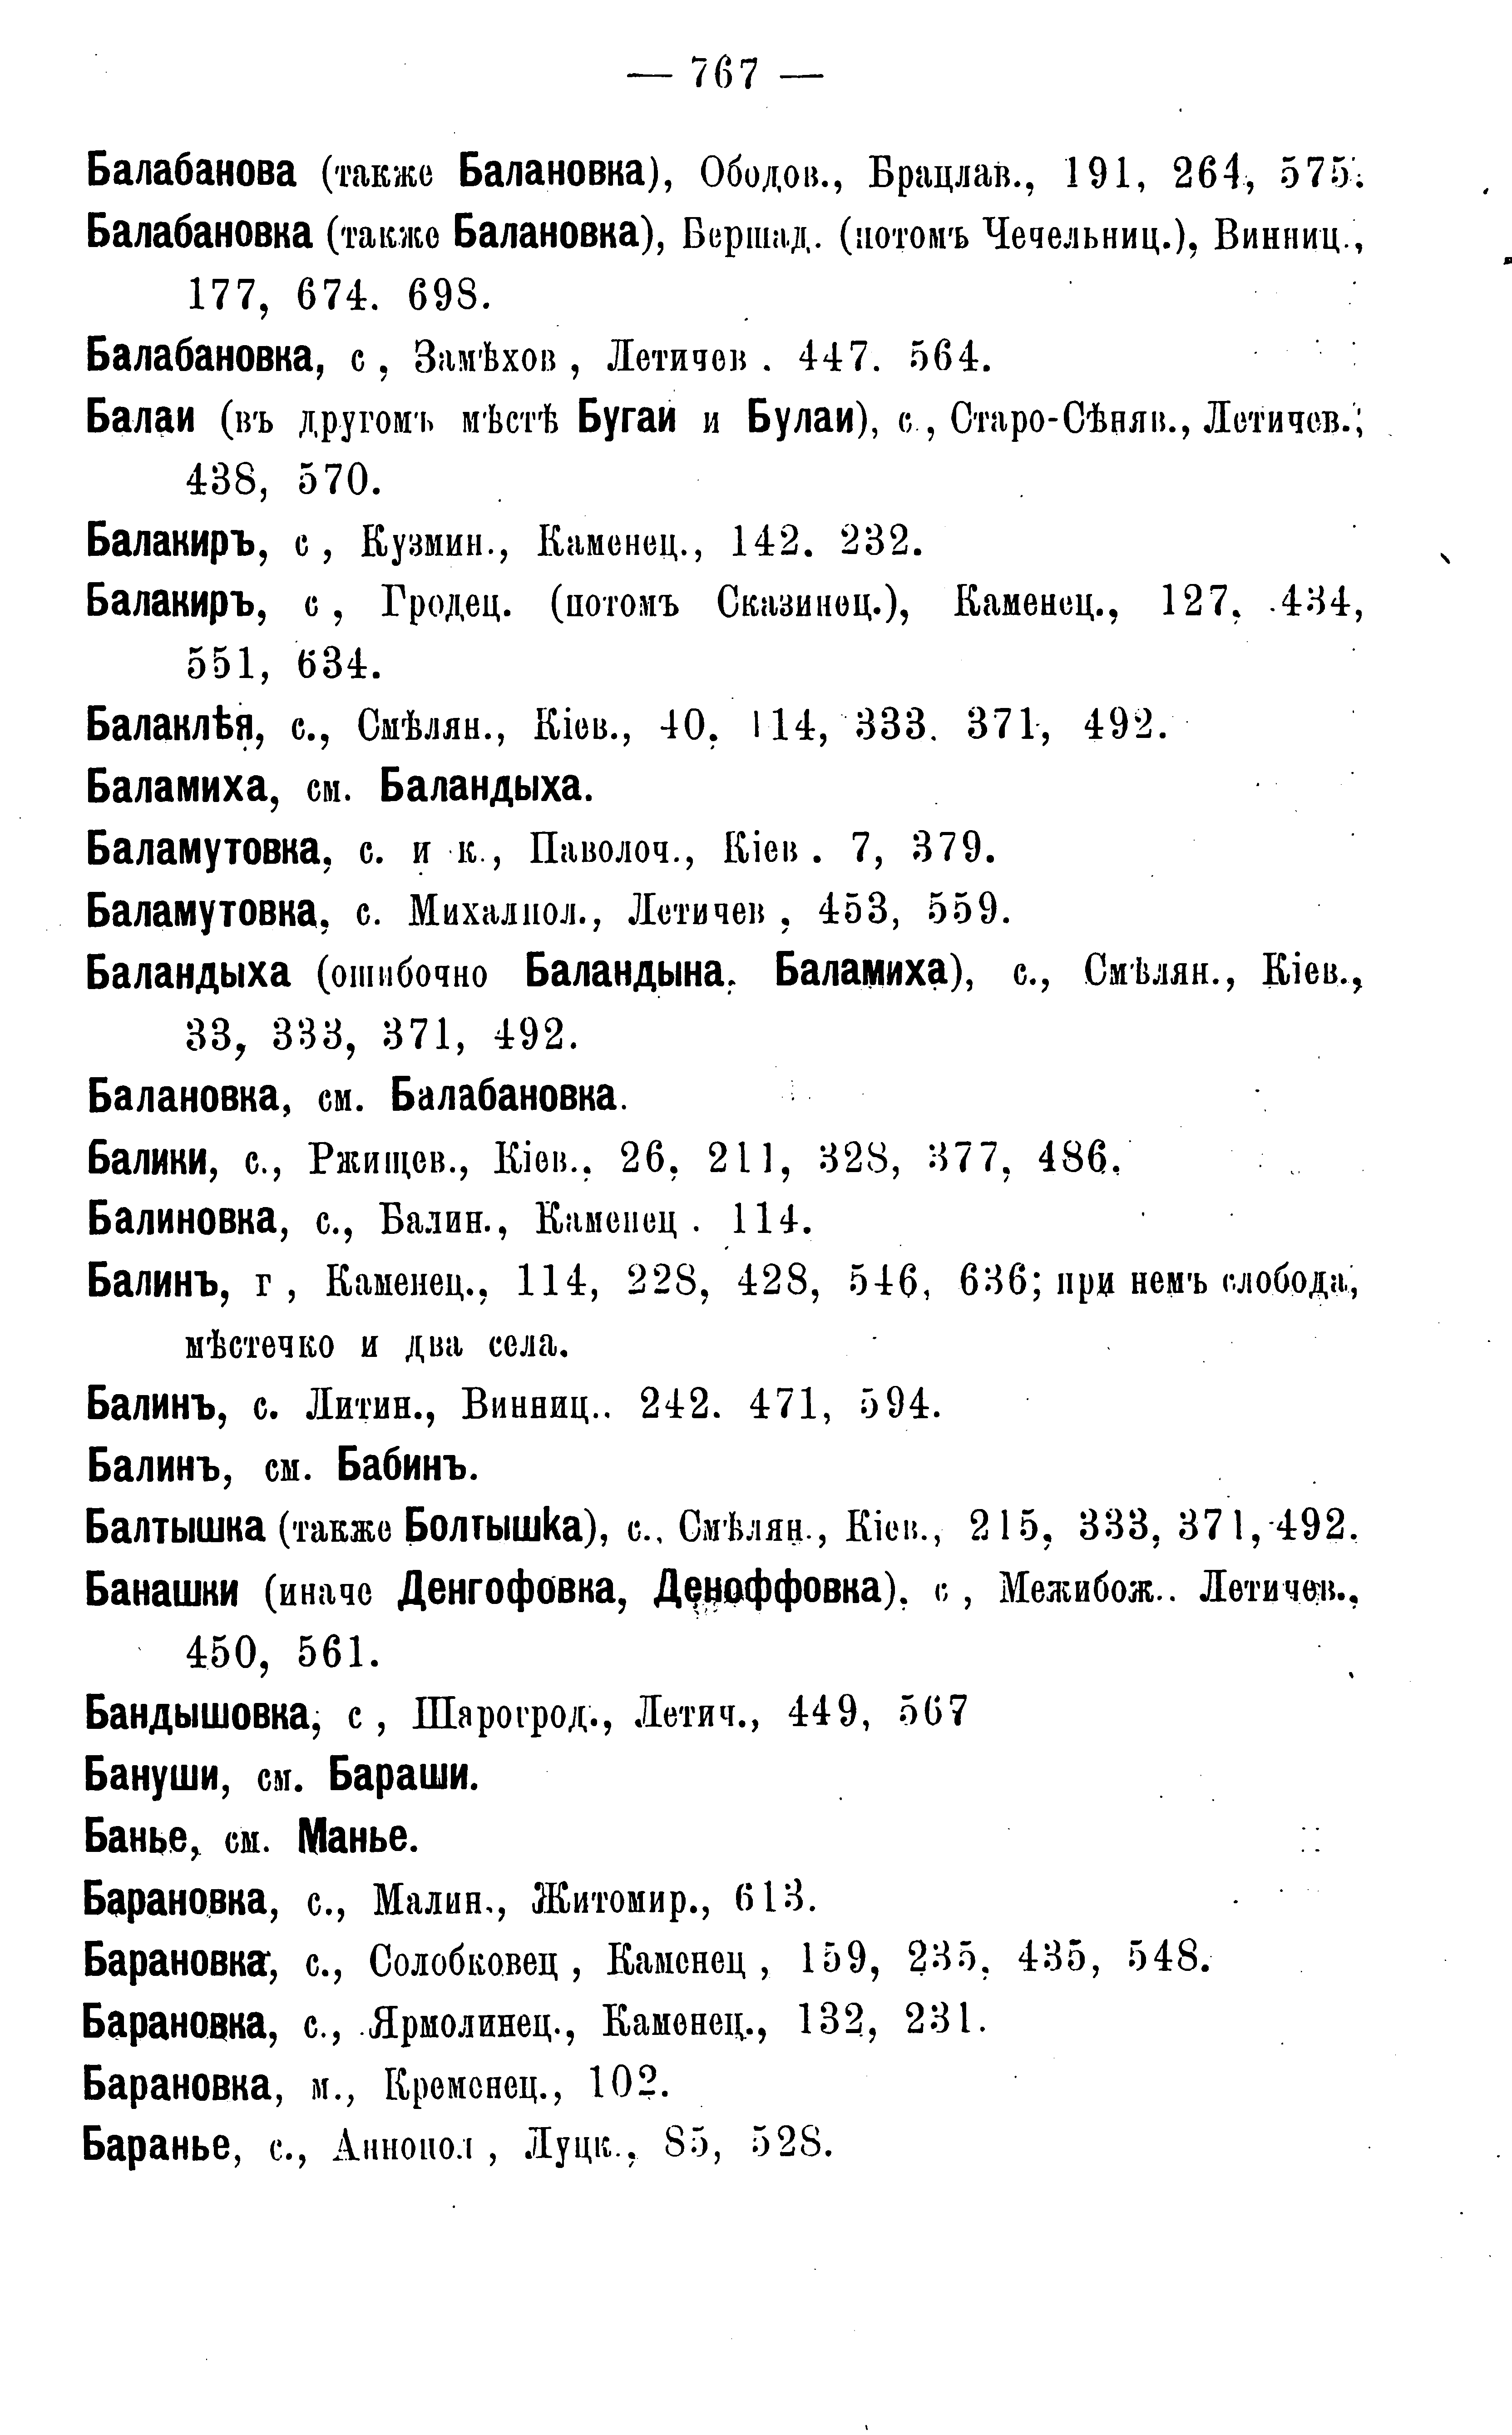 — 767 —
Балабанова (также Балановка), Ободов., Брацлав., 191, 264, 575.
Балабановка (также Балановка), Бершад. (потомъ Чечельниц.), Винниц.,
177, 674. 698.
Балабановка, с , Замѣхов , Летичев . 447. 564.
Балаи (въ другомъ мѣстѣ Бугаи и Булаи), с., Старо-Сѣняв., Летичев.,
438, 570.
Балакиръ, с , Кузмин., Каменец., 142. 232.
Балакиръ, с , Гродец. (потомъ Сказинец.), Каменец., 127, 434,
551, 634.
Балаклѣя, с., Смѣлян., Кіев., 40, 114, 333. 371, 492.
Баламиха, см. Баландыха.
Баламутовка, с. и к., Паволоч., Кіев . 7, 379.
Баламутовка, с. Михалпол., Летичев , 453, 559.
Баландыха (ошибочно Баландына, Баламиха), с., Смѣлян., Кіев.,
33, 333, 371, 492.
Балановка, см. Балабановка.
Балики, с., Ржищев., Кіев., 26, 211, 328, 377, 486.
Балиновка, с., Балин., Каменец . 114.
Балинъ, г , Каменец., 114, 228, 428, 546, 636; при немъ слобода,
мѣстечко и два села.
Балинъ, с. Литин., Винниц.. 242. 471, 594.
Балинъ, см. Бабинъ.
Балтышка (также Болтышка), с., Смѣлян., Кіев., 215, 333, 371, 492.
Банашки (иначе Денгофовка, Деноффовка), с , Межибож.. Летичев.,
450, 561.
Бандышовка, с , Шарогрод., Летич., 449, 567
Бануши, см. Бараши.
Банье, см. Манье.
Барановка, с., Малин., Житомир., 613.
Барановка, с., Солобковец , Каменец , 159, 235, 435, 548.
Барановка, с., Ярмолинец., Каменец., 132, 231.
Барановка, м., Кременец., 102.
Баранье, с., Аннопол , Луцк., 85, 528.